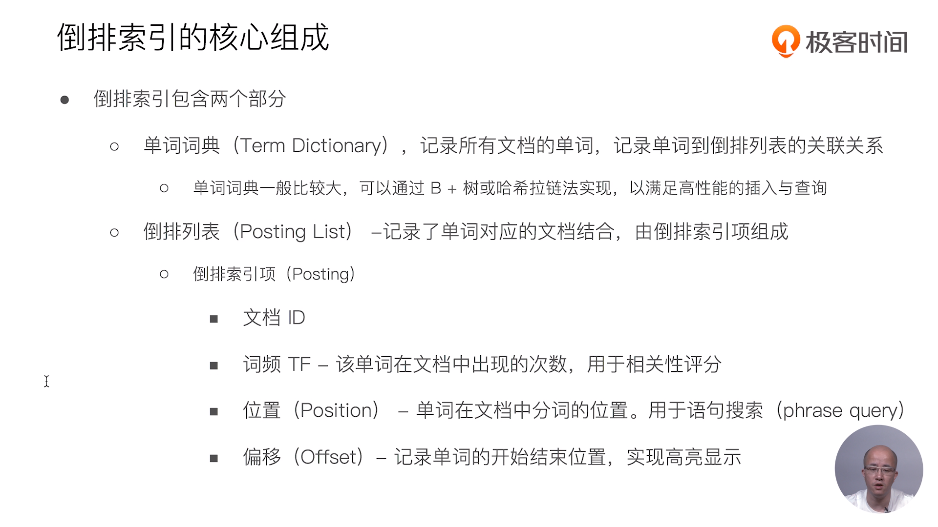 倒排索引的核心组成
极客时间
倒排索引包含两个部分
单词词典（Term Dictionary），记录所有文档的单词，记录单词到倒排列表的关联关系
单词词典一般比较大，可以通过 B + 树或哈希拉链法实现，以满足高性能的插入与查询
倒排列表（Posting List） –记录了单词对应的文档结合，由倒排索引项组成
倒排索引项（Posting）
文档 ID
词频 TF – 该单词在文档中出现的次数，用于相关性评分
位置（Position） – 单词在文档中分词的位置。用于语句搜索（phrase query）
偏移（Offset）– 记录单词的开始结束位置，实现高亮显示